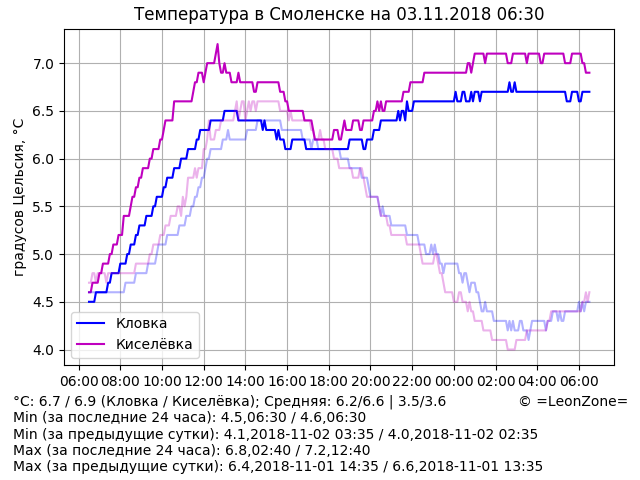 Температура в Смоленске на 03.11.2018 06:30
градусов Цельсия, °C
7.0
6.5
6.0
5.5
5.0
4.5
4.0
Кловка
Киселёвка
06:00 08:00 10:00 12:00 14:00 16:00 18:00 20:00 22:00 00:00 02:00 04:00 06:00
°C: 6.7 / 6.9 (Кловка / Киселёвка); Средняя: 6.2/6.6 | 3.5/3.6 © =LeonZone=
Min (за последние 24 часа): 4.5,06:30 / 4.6,06:30
Min (за предыдущие сутки): 4.1,2018-11-02 03:35 / 4.0,2018-11-02 02:35
Max (за последние 24 часа): 6.8,02:40 / 7.2,12:40
Max (за предыдущие сутки): 6.4,2018-11-01 14:35 / 6.6,2018-11-01 13:35